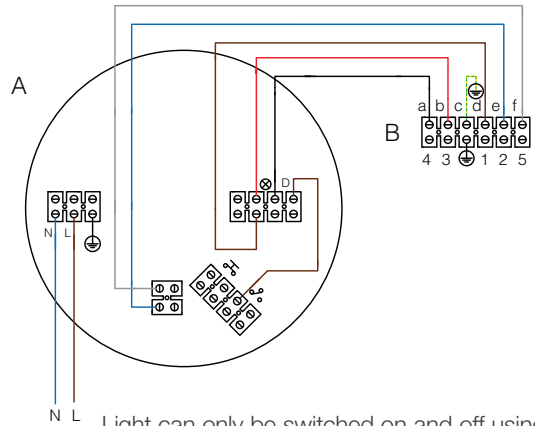 A
a b c d e f
B
4 3 1 2 5
D
N L
N L
Light can only be switched on and off using